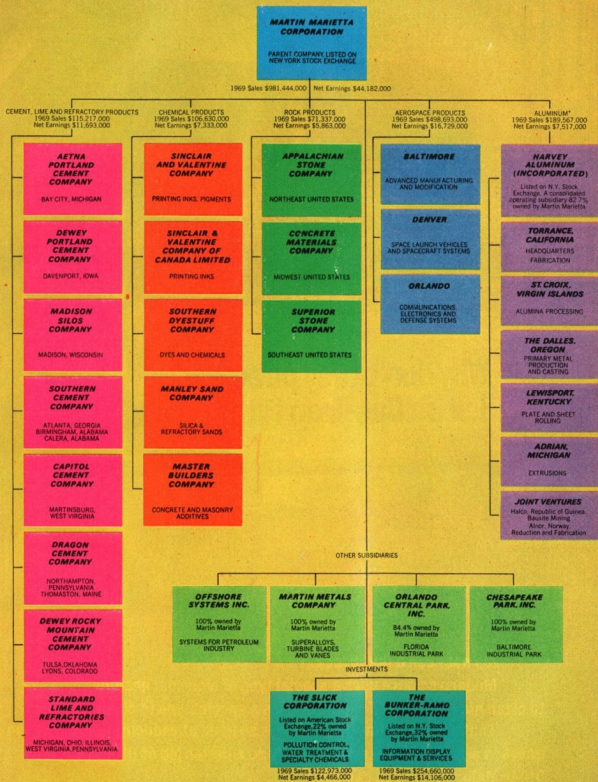 MARTIN MARIETTA
CORPORATION
PARENT COMPANY LISTED ON
NEW YORK STOCK EXCHANGE
1969 Sales $981,444,000 Net Earnings $44,182,000
CEMENT, LIME AND REFRACTORY PRODUCTS
1969 Sales $115,217,000
Net Earnings $11,693,000
AETNA
PORTLAND
CEMENT
COMPANY
BAY CITY, MICHIGAN
DEWEY
PORTLAND
CEMENT
COMPANY
DAVENPORT, IOWA
MADISON
SILOS
COMPANY
MADISON, WISCONSIN
SOUTHERN
CEMENT
COMPANY
ATLANTA, GEORGIA
BIRMINGHAM, ALABAMA
CALERA, ALABAMA
CAPITOL
CEMENT
COMPANY
MARTINSBURG,
WEST VIRGINIA
DRAGON
CEMENT
COMPANY
NORTHAMPTON,
PENNSYLVANIA
THOMASTON, MAINE
DEWEY ROCKY
MOUNTAIN
CEMENT
COMPANY
TULSA, OKLAHOMA
LYONS, COLORADO
STANDARD
LIME AND
REFRACTORIES
COMPANY
MICHIGAN, OHIO, ILLINOIS,
WEST VIRGINIA, PENNSYLVANIA
CHEMICAL PRODUCTS
1969 Sales $106,630,000
Net Earnings $7,333,000
SINCLAIR
AND VALENTINE
COMPANY
PRINTING INKS, PIGMENTS
SINCLAIR &
VALENTINE
COMPANY OF
CANADA LIMITED
PRINTING INKS
SOUTHERN
DYESTUFF
COMPANY
DYES AND CHEMICALS
MANLEY SAND
COMPANY
SILICA &
REFRACTORY SANDS
MASTER
BUILDERS
COMPANY
CONCRETE AND MASONRY
ADDITIVES
ROCK PRODUCTS
1969 Sales $71,337,000
Net Earnings $5,863,000
APPALACHIAN
STONE
COMPANY
NORTHEAST UNITED STATES
CONCRETE
MATERIALS
COMPANY
MIDWEST UNITED STATES
SUPERIOR
STONE
COMPANY
SOUTHEAST UNITED STATES
AEROSPACE PRODUCTS
1969 Sales $498,693,000
Net Earnings $16,729,000
BALTIMORE
ADVANCED MANUFACTURING
AND MODIFICATION
DENVER
SPACE LAUNCH VEHICLES
AND SPACECRAFT SYSTEMS
ORLANDO
COMMUNICATIONS,
ELECTRONICS AND
DEFENSE SYSTEMS
ALUMINUM*
1969 Sales $189,567,000
Net Earnings $7,517,000
HARVEY
ALUMINUM
(INCORPORATED)
Listed on N.Y. Stock
Exchange. A consolidated
operating subsidiary 82.7%
owned by Martin Marietta
TORRANCE,
CALIFORNIA
HEADQUARTERS
FABRICATION
ST. CROIX,
VIRGIN ISLANDS
ALUMINA PROCESSING
THE DALLES,
OREGON
PRIMARY METAL
PRODUCTION
AND CASTING
LEWISPORT,
KENTUCKY
PLATE AND SHEET
ROLLING
ADRIAN,
MICHIGAN
EXTRUSIONS
JOINT VENTURES
Halco, Republic of Guinea
Bauxite Mining
Alnor, Norway
Reduction and Fabrication
OTHER SUBSIDIARIES
OFFSHORE
SYSTEMS INC.
100% owned by
Martin Marietta
SYSTEMS FOR PETROLEUM
INDUSTRY
MARTIN METALS
COMPANY
100% owned by
Martin Marietta
SUPERALLOYS,
TURBINE BLADES
AND VANES
ORLANDO
CENTRAL PARK,
INC.
84.4% owned by
Martin Marietta
FLORIDA
INDUSTRIAL PARK
CHESAPEAKE
PARK, INC.
100% owned by
Martin Marietta
BALTIMORE
INDUSTRIAL PARK
INVESTMENTS
THE SLICK
CORPORATION
Listed on American Stock
Exchange, 22% owned
by Martin Marietta
POLLUTION CONTROL,
WATER TREATMENT &
SPECIALTY CHEMICALS
1969 Sales $122,973,000
Net Earnings $4,466,000
THE
BUNKER-RAMO
CORPORATION
Listed on N.Y. Stock
Exchange, 32% owned
by Martin Marietta
INFORMATION DISPLAY
EQUIPMENT & SERVICES
1969 Sales $254,660,000
Net Earnings $14,106,000